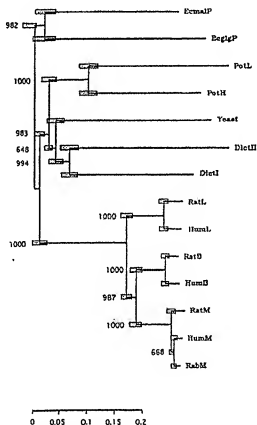 EcmalP
982
EcglgP
PotL
1000
PotH
Yeast
983
648
DictII
994
DictI
RatL
1000
HumL
1000
RatB
1000
HumB
987
RatM
1000
HumM
668
RabM
0 0.05 0.1 0.15 0.2